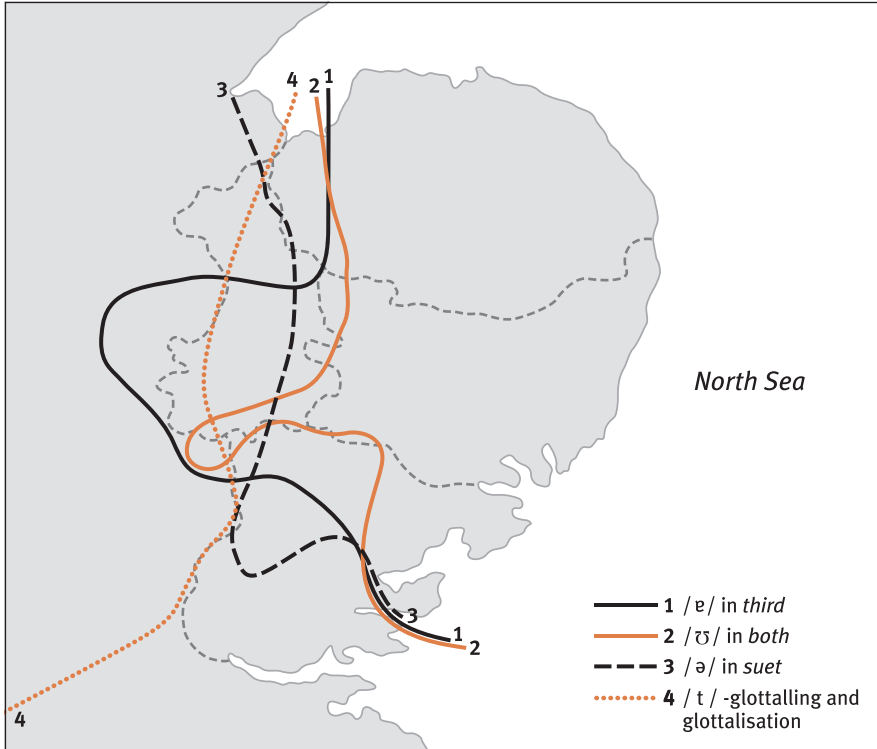 3
4
2
1
North Sea
3
1
2
4
1 /ɐ/ in third
2 /ʊ/ in both
3 /ə/ in suet
4 / t / -glottalling and
glottalisation